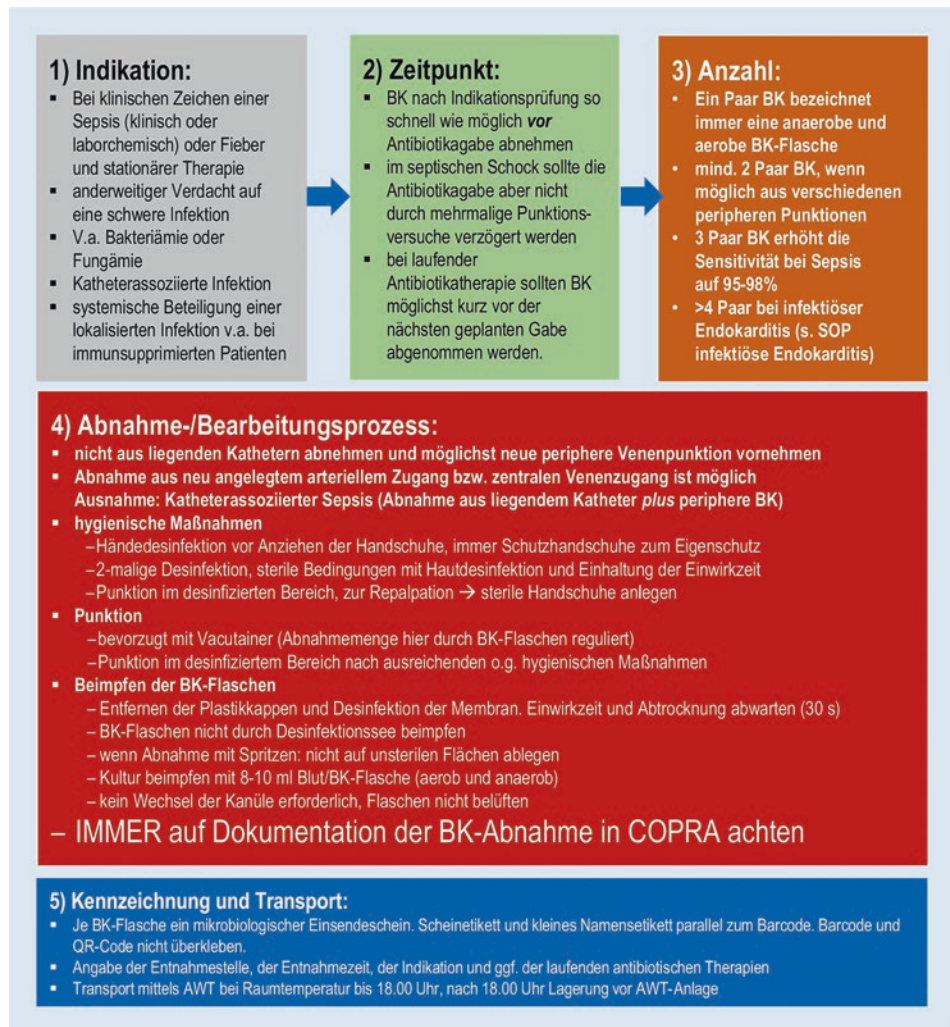 1) Indikation:
▪ Bei klinischen Zeichen einer
Sepsis (klinisch oder
laborchemisch) oder Fieber
und stationärer Therapie
▪ anderweitiger Verdacht auf
eine schwere Infektion
▪ V.a. Bakteriämie oder
Fungämie
▪ Katheterassoziierte Infektion
▪ systemische Beteiligung einer
lokalisierten Infektion v.a. bei
immunsupprimierten Patienten
2) Zeitpunkt:
▪ BK nach Indikationsprüfung so
schnell wie möglich vor
Antibiotikagabe abnehmen
▪ im septischen Schock sollte die
Antibiotikagabe aber nicht
durch mehrmalige Punktions-
versuche verzögert werden
▪ bei laufender
Antibiotikatherapie sollten BK
möglichst kurz vor der
nächsten geplanten Gabe
abgenommen werden.
3) Anzahl:
• Ein Paar BK bezeichnet
immer eine anaerobe und
aerobe BK-Flasche
• mind. 2 Paar BK, wenn
möglich aus verschiedenen
peripheren Punktionen
• 3 Paar BK erhöht die
Sensitivität bei Sepsis
auf 95-98%
• >4 Paar bei infektiöser
Endokarditis (s. SOP
infektiöse Endokarditis)
4) Abnahme-/Bearbeitungsprozess:
▪ nicht aus liegenden Kathetern abnehmen und möglichst neue periphere Venenpunktion vornehmen
▪ Abnahme aus neu angelegtem arteriellem Zugang bzw. zentralen Venenzugang ist möglich
Ausnahme: Katheterassoziierter Sepsis (Abnahme aus liegendem Katheter plus periphere BK)
▪ hygienische Maßnahmen
–Händedesinfektion vor Anziehen der Handschuhe, immer Schutzhandschuhe zum Eigenschutz
–2-malige Desinfektion, sterile Bedingungen mit Hautdesinfektion und Einhaltung der Einwirkzeit
–Punktion im desinfizierten Bereich, zur Repalpation → sterile Handschuhe anlegen
▪ Punktion
–bevorzugt mit Vacutainer (Abnahmemenge hier durch BK-Flaschen reguliert)
–Punktion im desinfiziertem Bereich nach ausreichenden o.g. hygienischen Maßnahmen
▪ Beimpfen der BK-Flaschen
– Entfernen der Plastikkappen und Desinfektion der Membran. Einwirkzeit und Abtrocknung abwarten (30 s)
– BK-Flaschen nicht durch Desinfektionssee beimpfen
– wenn Abnahme mit Spritzen: nicht auf unsterilen Flächen ablegen
– Kultur beimpfen mit 8-10 ml Blut/BK-Flasche (aerob und anaerob)
– kein Wechsel der Kanüle erforderlich, Flaschen nicht belüften
– IMMER auf Dokumentation der BK-Abnahme in COPRA achten
5) Kennzeichnung und Transport:
▪ Je BK-Flasche ein mikrobiologischer Einsendeschein. Scheinetikett und kleines Namensetikett parallel zum Barcode. Barcode und
QR-Code nicht überkleben.
▪ Angabe der Entnahmestelle, der Entnahmezeit, der Indikation und ggf. der laufenden antibiotischen Therapien
▪ Transport mittels AWT bei Raumtemperatur bis 18.00 Uhr, nach 18.00 Uhr Lagerung vor AWT-Anlage